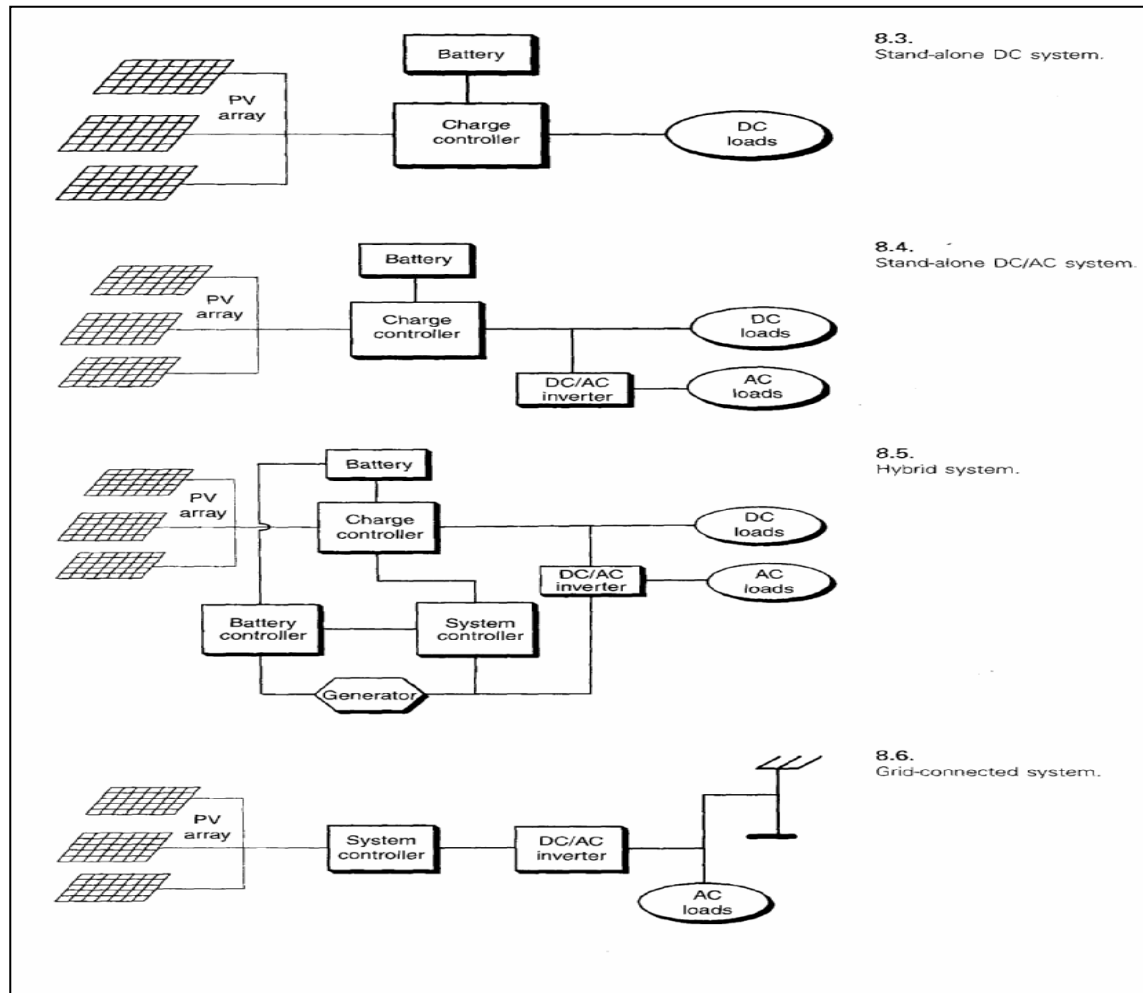 8.3.
Stand-alone DC system.
Battery
PV
array
Charge
controller
DC
loads
8.4.
Stand-alone DC/AC system.
Battery
PV
array
Charge
controller
DC
loads
DC/AC
inverter
AC
loads
8.5.
Hybrid system.
Battery
PV
array
Charge
controller
DC
loads
DC/AC
inverter
AC
loads
Battery
controller
System
controller
Generator
8.6.
Grid-connected system.
PV
array
System
controller
DC/AC
inverter
AC
loads